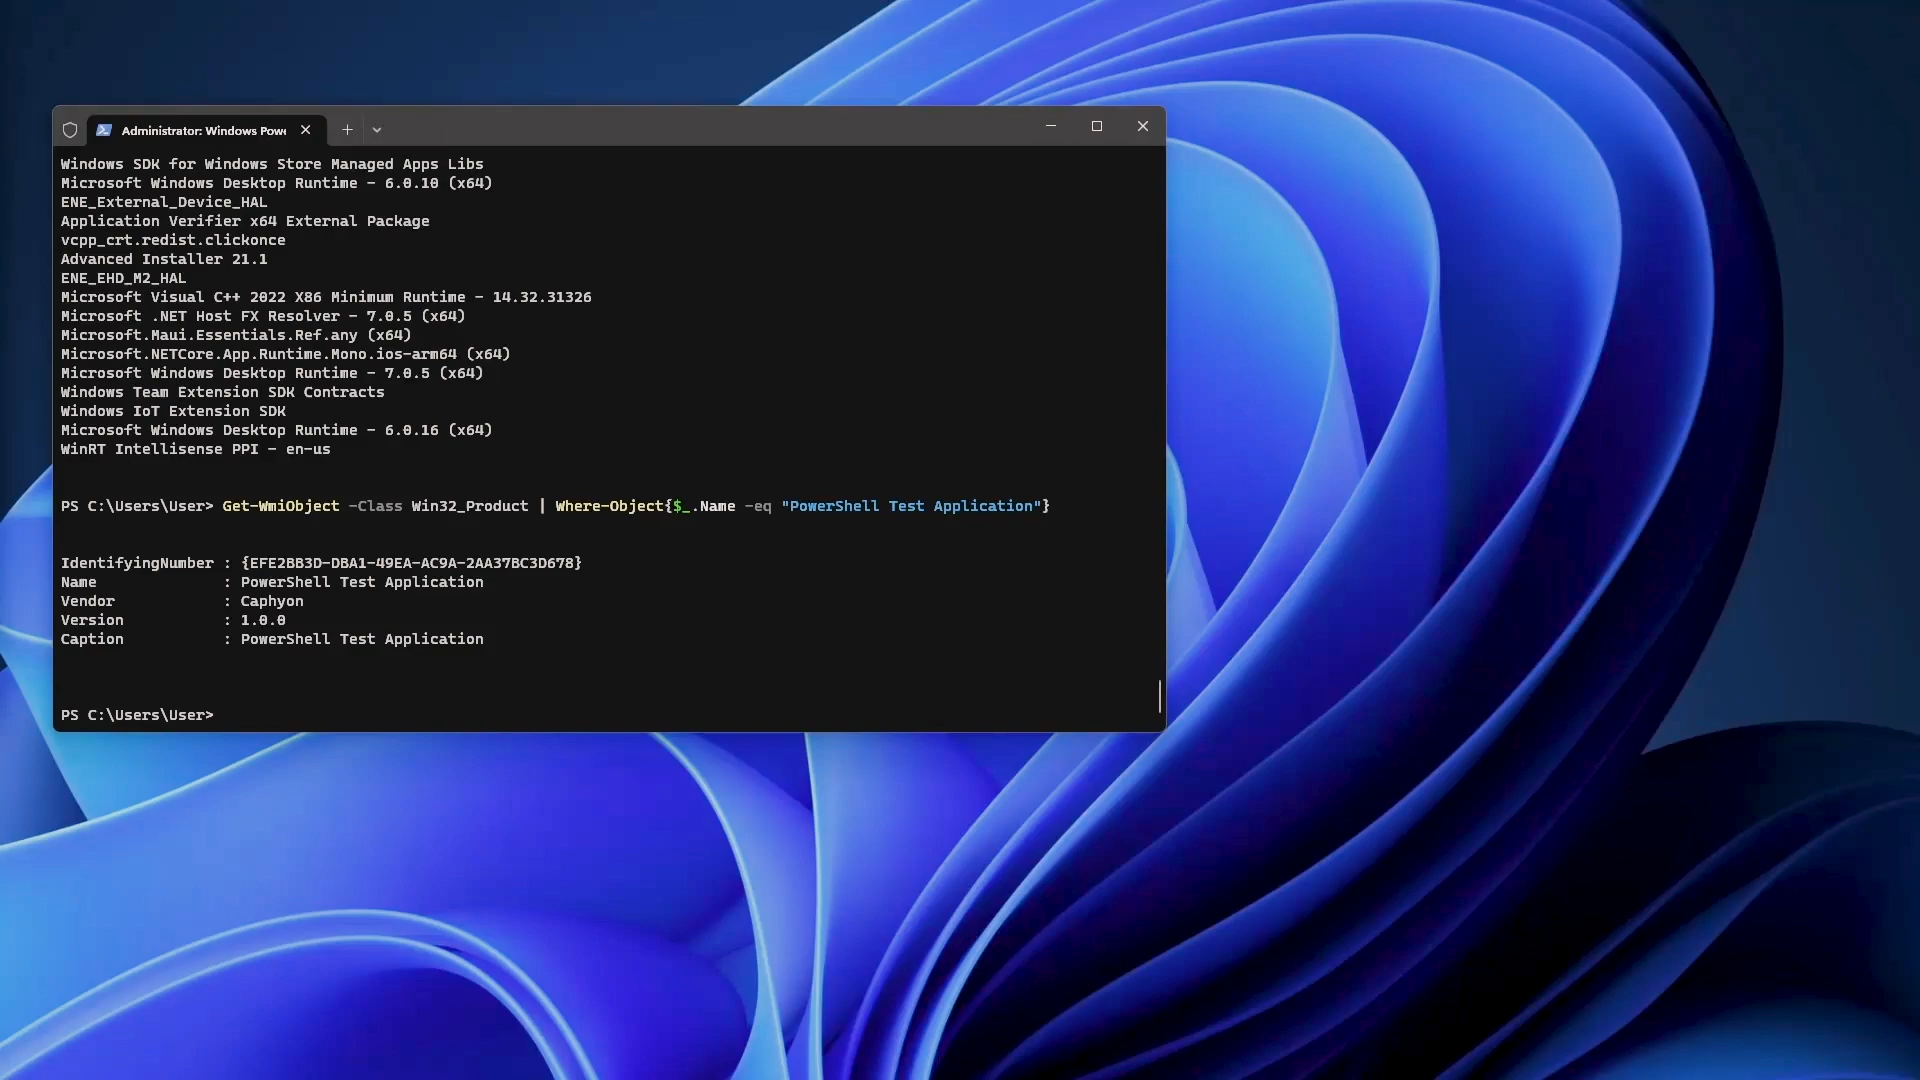 Administrator: Windows Powe
Windows SDK for Windows Store Managed Apps Libs
Microsoft Windows Desktop Runtime - 6.0.10 (x64)
ENE_External_Device_HAL
Application Verifier x64 External Package
vcpp_crt.redist.clickonce
Advanced Installer 21.1
ENE_EHD_M2_HAL
Microsoft Visual C++ 2022 X86 Minimum Runtime - 14.32.31326
Microsoft .NET Host FX Resolver - 7.0.5 (x64)
Microsoft.Maui.Essentials.Ref.any (x64)
Microsoft.NETCore.App.Runtime.Mono.ios-arm64 (x64)
Microsoft Windows Desktop Runtime - 7.0.5 (x64)
Windows Team Extension SDK Contracts
Windows IoT Extension SDK
Microsoft Windows Desktop Runtime - 6.0.16 (x64)
WinRT Intellisense PPI - en-us
PS C:\Users\User> Get-WmiObject -Class Win32_Product | Where-Object{$_.Name -eq "PowerShell Test Application"}
IdentifyingNumber : {EFE2BB3D-DBA1-49EA-AC9A-2AA37BC3D678}
Name : PowerShell Test Application
Vendor : Caphyon
Version : 1.0.0
Caption : PowerShell Test Application
PS C:\Users\User>